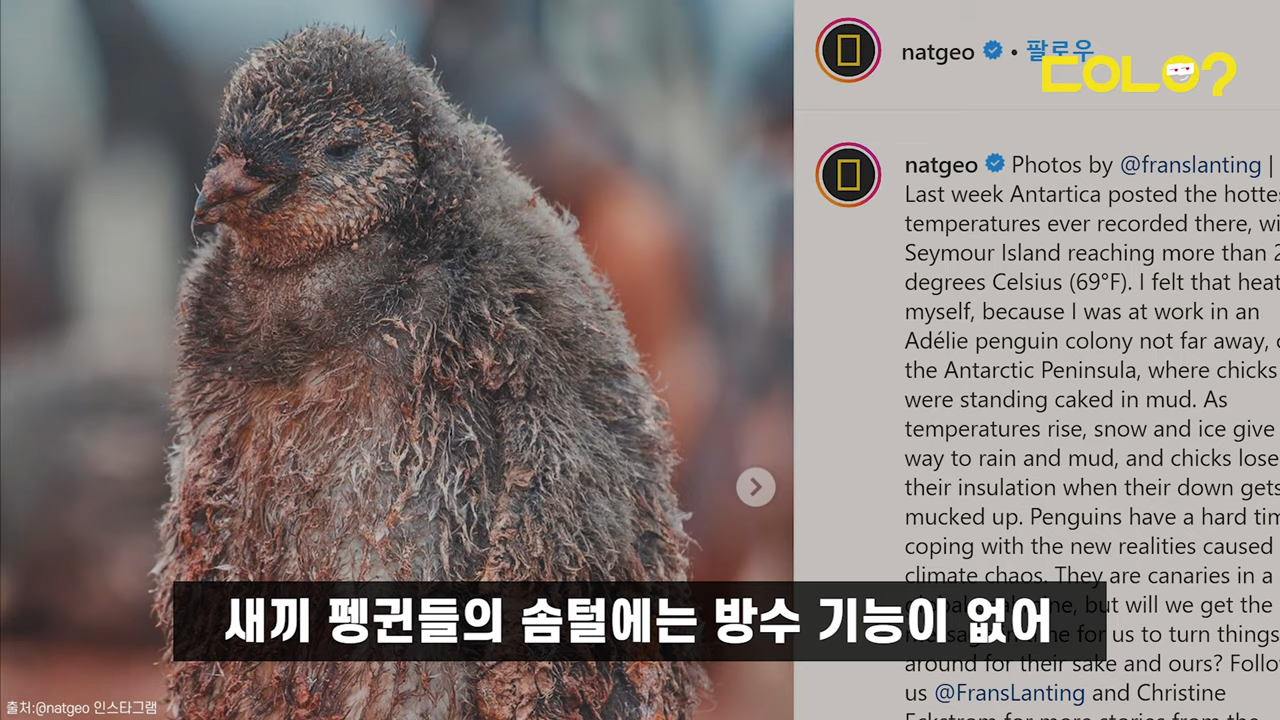 natgeo • 팔로우
natgeo Photos by @franslanting |
Last week Antartica posted the
temperatures ever recorded there,
Seymour Island reaching more than
degrees Celsius (69°F). I felt that heat
myself, because I was at work in an
Adélie penguin colony not far away,
the Antarctic Peninsula, where chicks
were standing caked in mud. As
temperatures rise, snow and ice give
way to rain and mud, and chicks lose
their insulation when their down gets
mucked up. Penguins have a hard
coping with the new realities caused
climate chaos. They are canaries in a
but will we get the
for us to turn things
around for their sake and ours?
us @FransLanting and Christine
Eckstrom for more stories from the
새끼 펭귄들의 솜털에는 방수 기능이 없어
출처:@natgeo 인스타그램